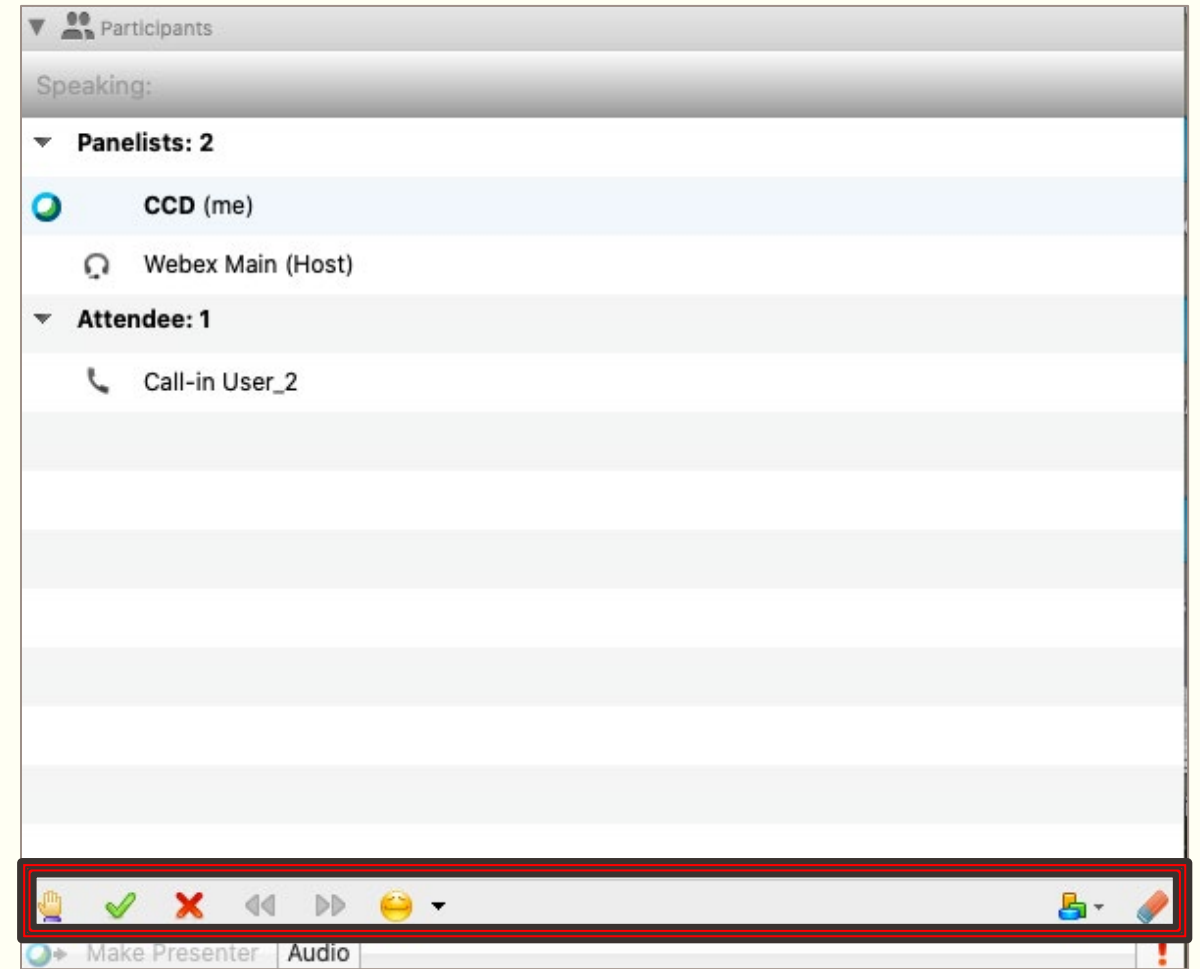 Participants
Speaking:
Panelists: 2
CCD (me)
Webex Main (Host)
Attendee: 1
Call-in User_2
Make Presenter Audio